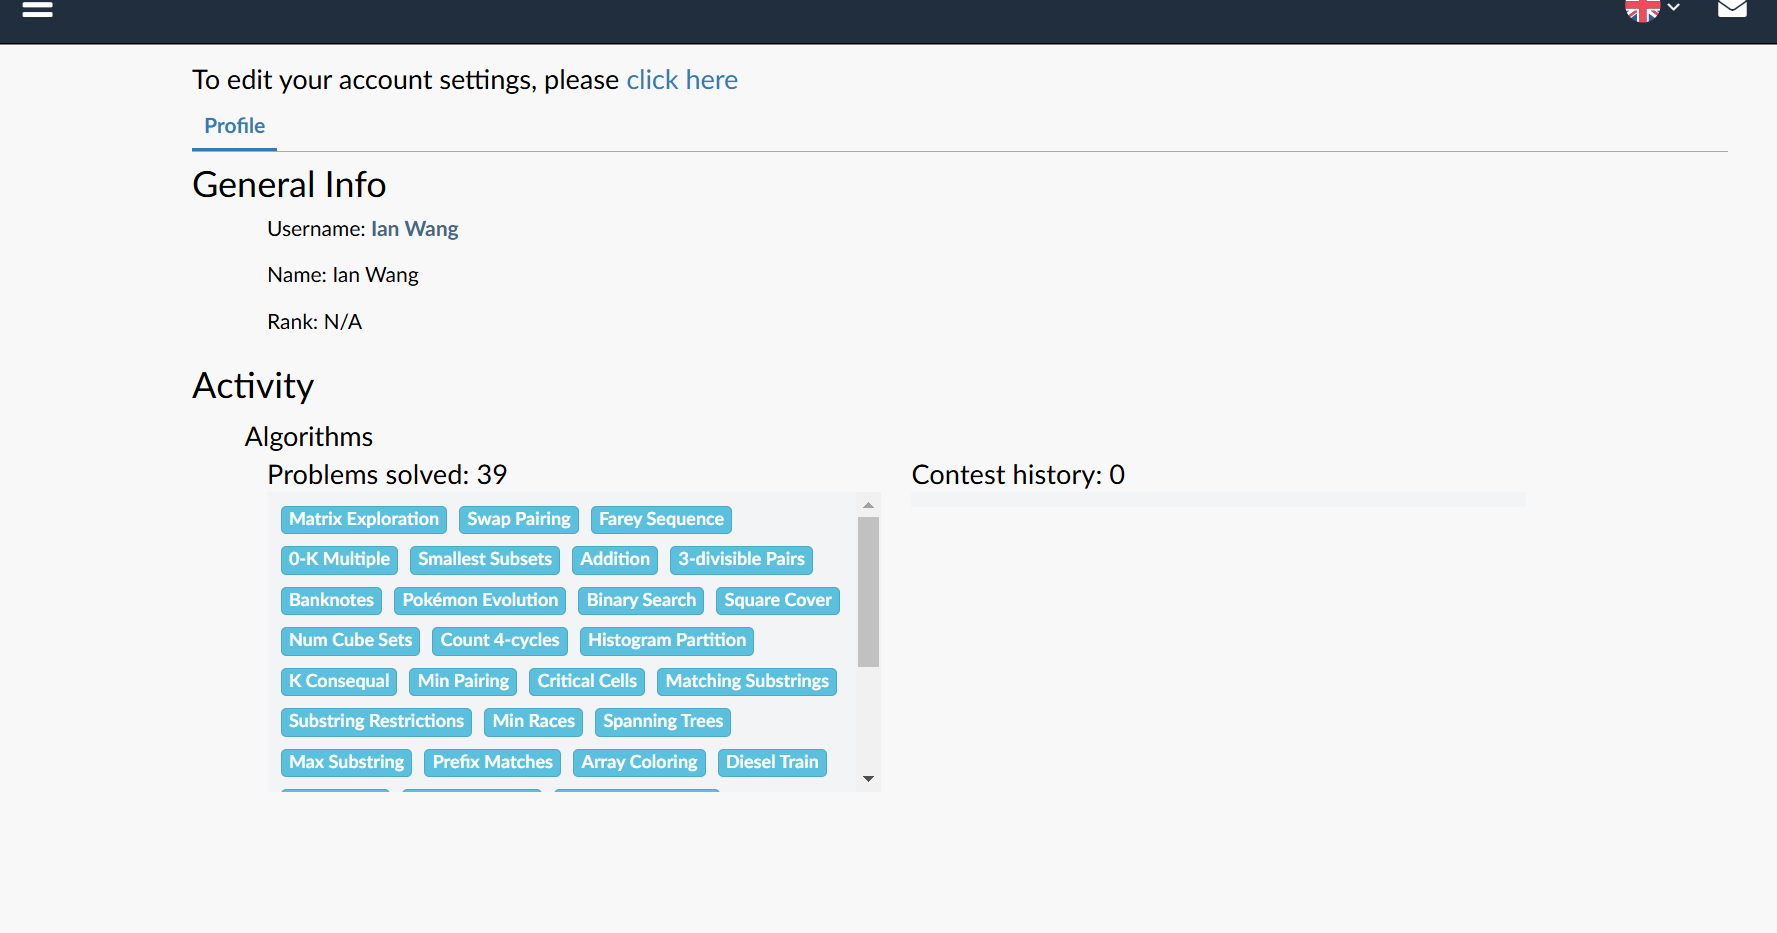 To edit your account settings, please click here
Profile
General Info
Username: Ian Wang
Name: Ian Wang
Rank: N/A
Activity
Algorithms
Problems solved: 39
Contest history: 0
Matrix Exploration Swap Pairing Farey Sequence
0-K Multiple Smallest Subsets Addition 3-divisible Pairs
Banknotes Pokémon Evolution Binary Search Square Cover
Num Cube Sets Count 4-cycles Histogram Partition
K Consequal Min Pairing Critical Cells Matching Substrings
Substring Restrictions Min Races Spanning Trees
Max Substring Prefix Matches Array Coloring Diesel Train